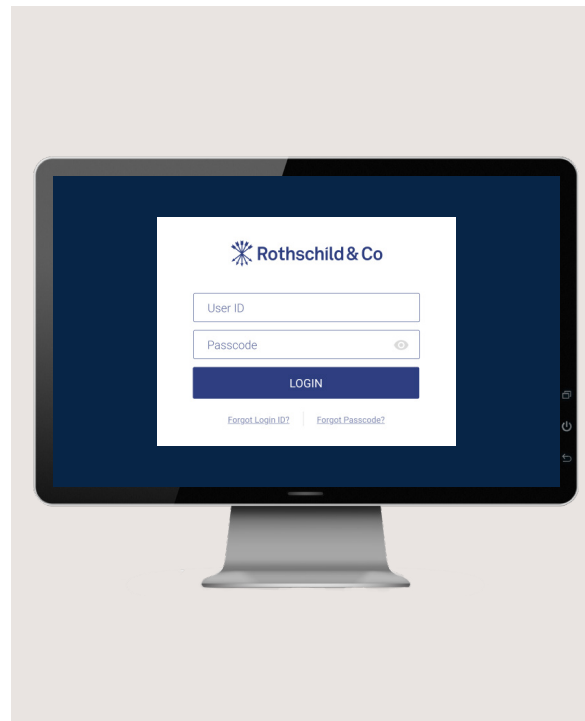 Rothschild & Co
User ID
Passcode
LOGIN
Forgot Login ID? Forgot Passcode?